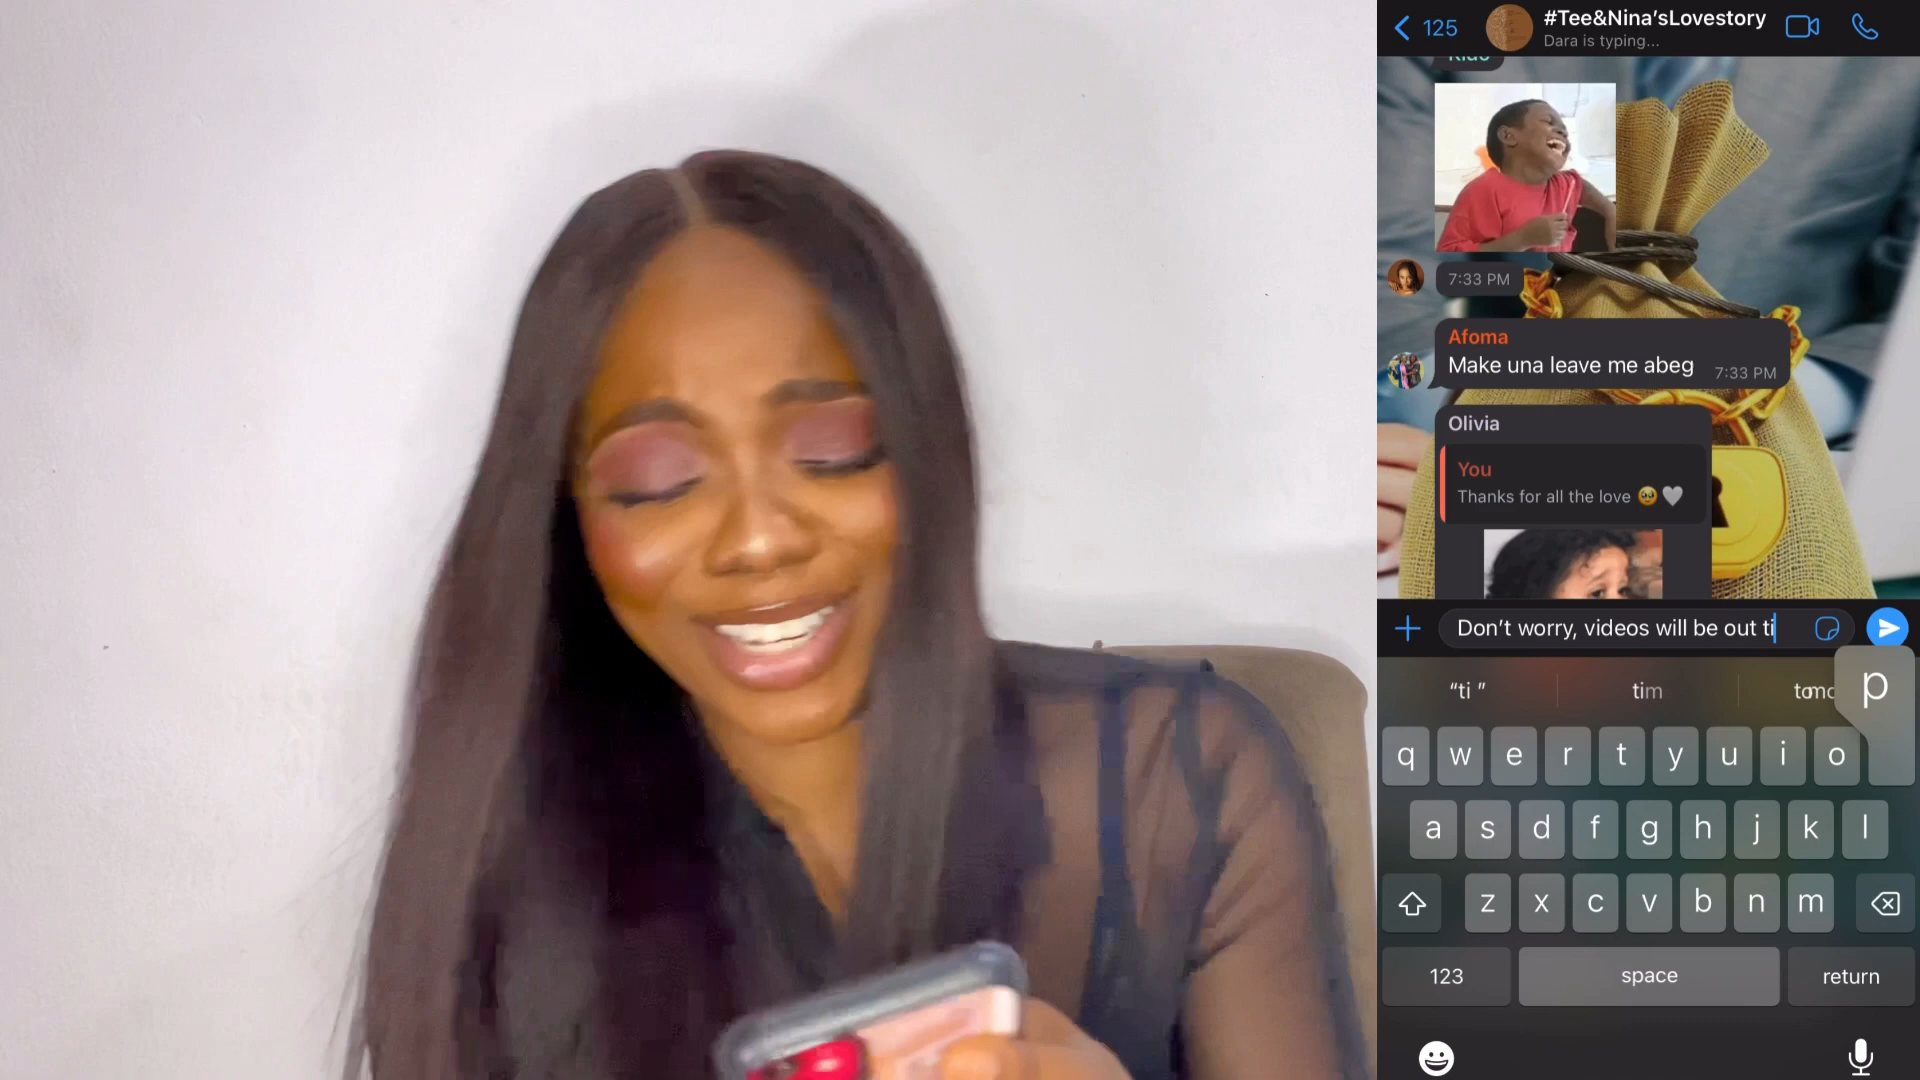 125
#Tee&Nina’sLovestory
Dara is typing...
7:33 PM
Afoma
Make una leave me abeg
7:33 PM
Olivia
You
Thanks for all the love 🥹🤍
Don’t worry, videos will be out ti
“ti ”
tim
p
q w e r t y u i o
a s d f g h j k l
z x c v b n m
123
space
return